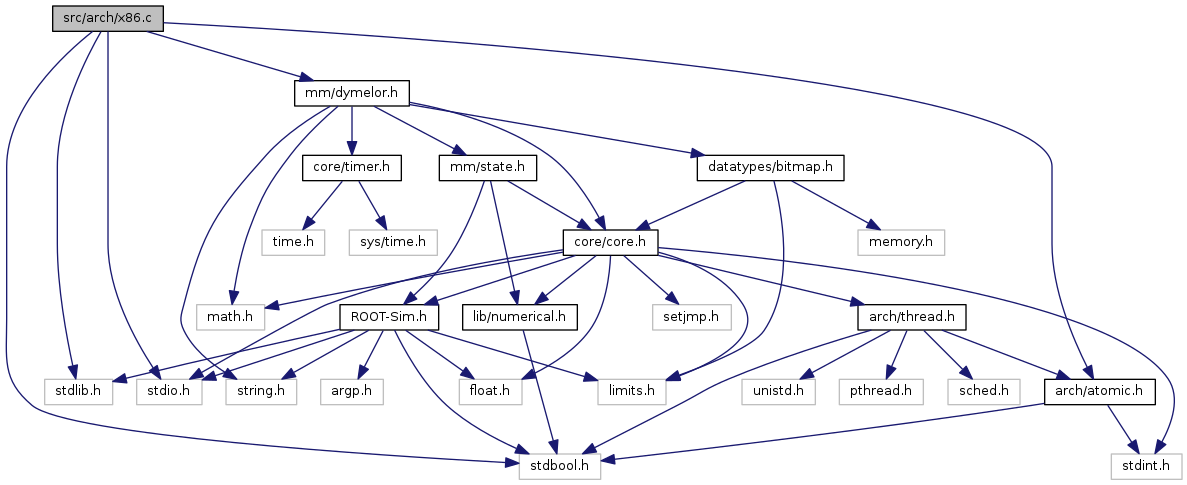 src/arch/x86.c
mm/dymelor.h
core/timer.h
mm/state.h
datatypes/bitmap.h
time.h
sys/time.h
core/core.h
memory.h
math.h
ROOT-Sim.h
lib/numerical.h
setjmp.h
arch/thread.h
stdlib.h
stdio.h
string.h
argp.h
float.h
limits.h
unistd.h
pthread.h
sched.h
arch/atomic.h
stdbool.h
stdint.h